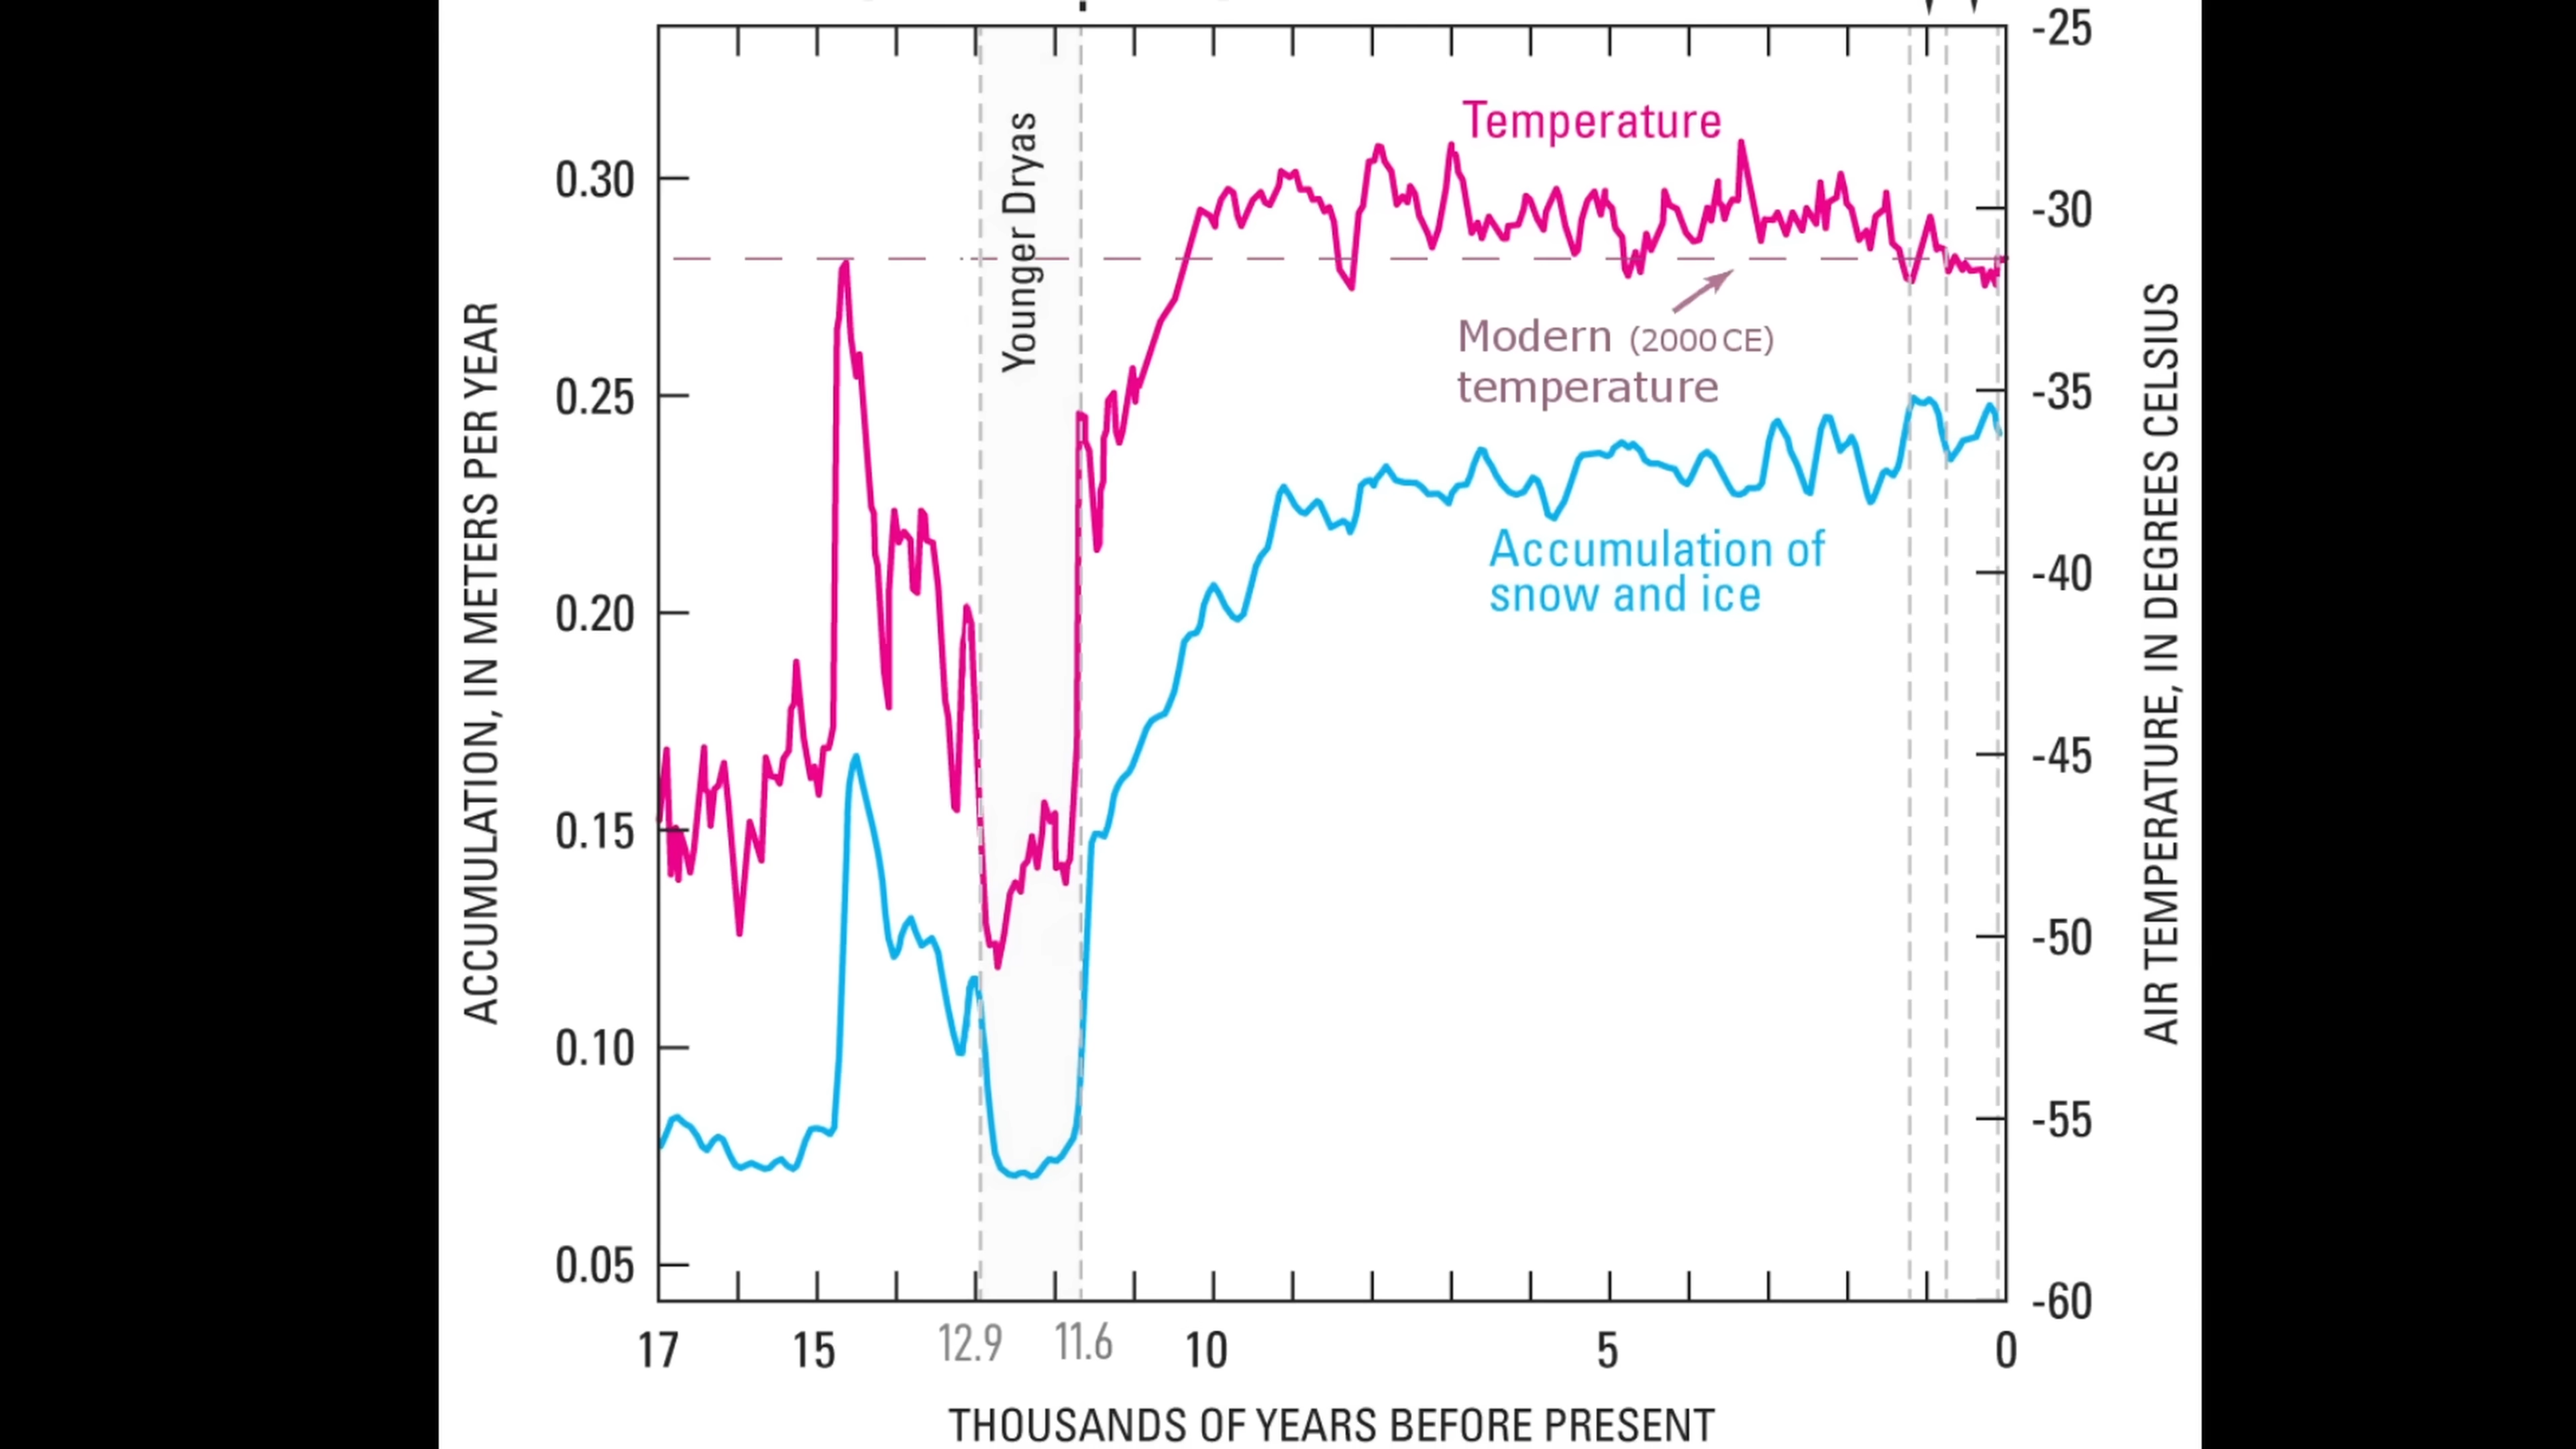 -25
Temperature
0.30
-30
Younger Dryas
Modern (2000 CE)
temperature
0.25
-35
ACCUMULATION, IN METERS PER YEAR
AIR TEMPERATURE, IN DEGREES CELSIUS
Accumulation of
snow and ice
0.20
-40
-45
0.15
-50
0.10
-55
0.05
-60
17
15
12.9
11.6
10
5
0
THOUSANDS OF YEARS BEFORE PRESENT